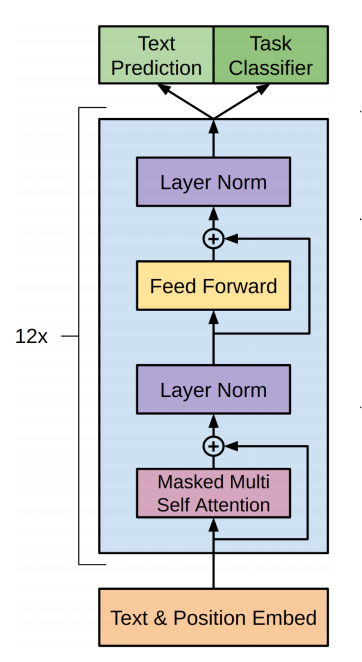 Text
Prediction
Task
Classifier
Layer Norm
+
Feed Forward
12x
Layer Norm
+
Masked Multi
Self Attention
Text & Position Embed